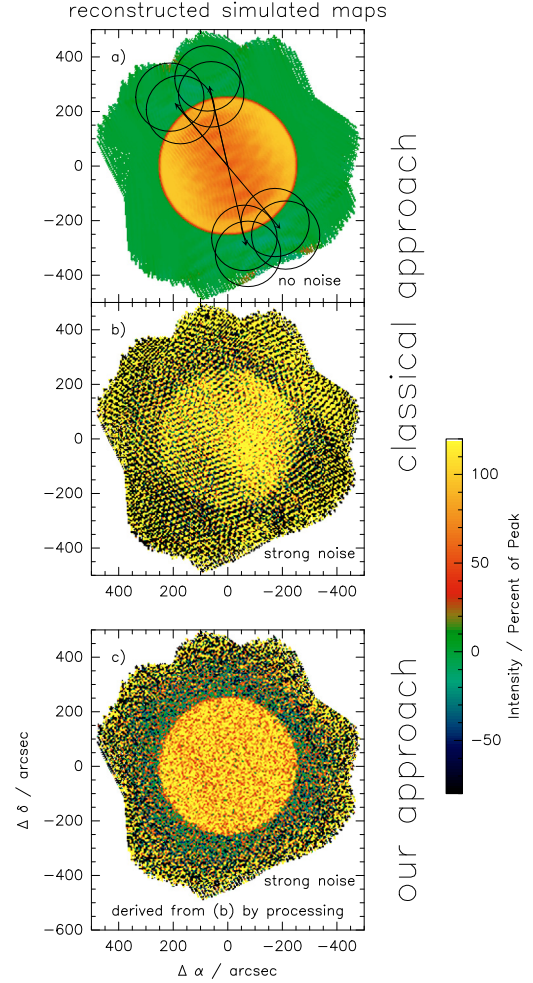 reconstructed simulated maps
a)
400
200
0
−200
−400
no noise
classical approach
b)
400
200
0
−200
−400
strong noise
400 200 0 −200 −400
100
50
0
−50
Intensity / Percent of Peak
c)
400
200
0
−200
−400
−600
strong noise
derived from (b) by processing
our approach
400 200 0 −200 −400
Δ α / arcsec
Δ δ / arcsec